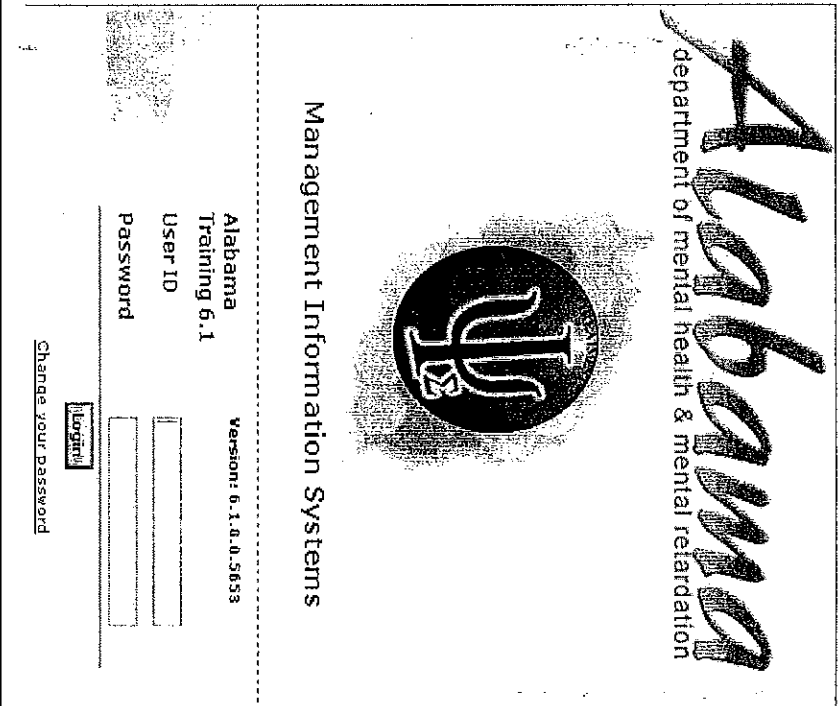 Alabama
department of mental health & mental retardation
Management Information Systems
Alabama
Training 6.1
Version: 6.1.0.0.5653
User ID
Password
Login
Change your password